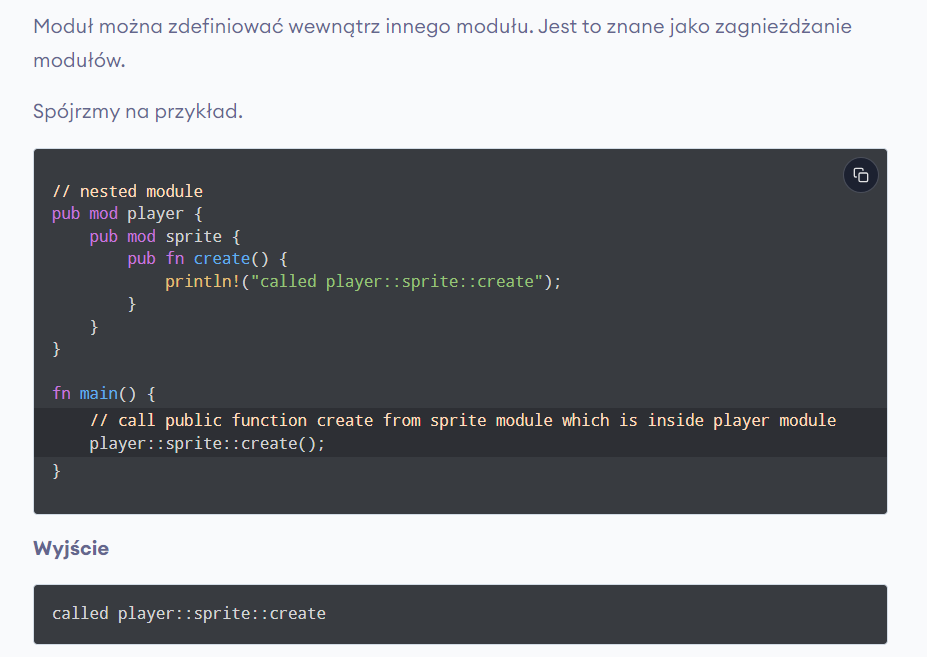 Moduł można zdefiniować wewnątrz innego modułu. Jest to znane jako zagnieżdżanie
modułów.
Spójrzmy na przykład.
// nested module
pub mod player {
    pub mod sprite {
        pub fn create() {
            println!("called player::sprite::create");
        }
    }
}
fn main() {
    // call public function create from sprite module which is inside player module
    player::sprite::create();
}
Wyjście
called player::sprite::create